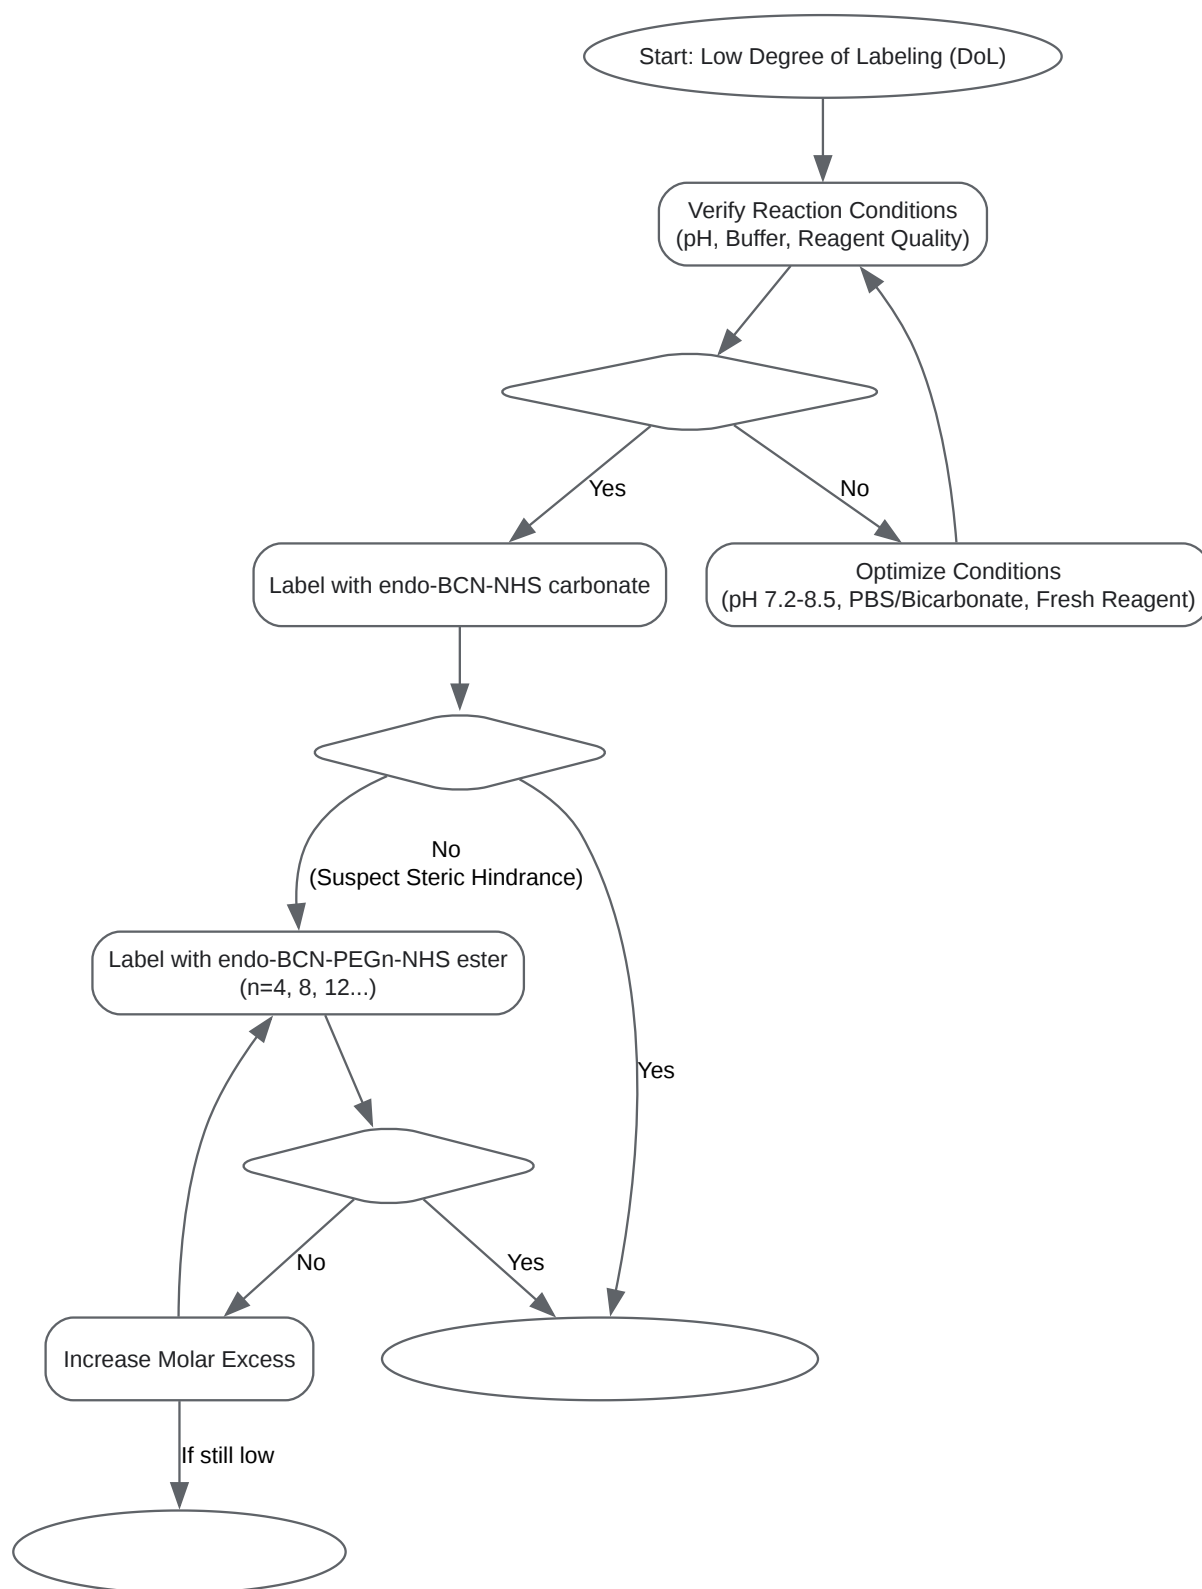 Start: Low Degree of Labeling (DoL)
Verify Reaction Conditions
(pH, Buffer, Reagent Quality)
Yes
No
Label with endo-BCN-NHS carbonate
Optimize Conditions
(pH 7.2-8.5, PBS/Bicarbonate, Fresh Reagent)
No
(Suspect Steric Hindrance)
Label with endo-BCN-PEGn-NHS ester
(n=4, 8, 12...)
Yes
No
Yes
Increase Molar Excess
If still low